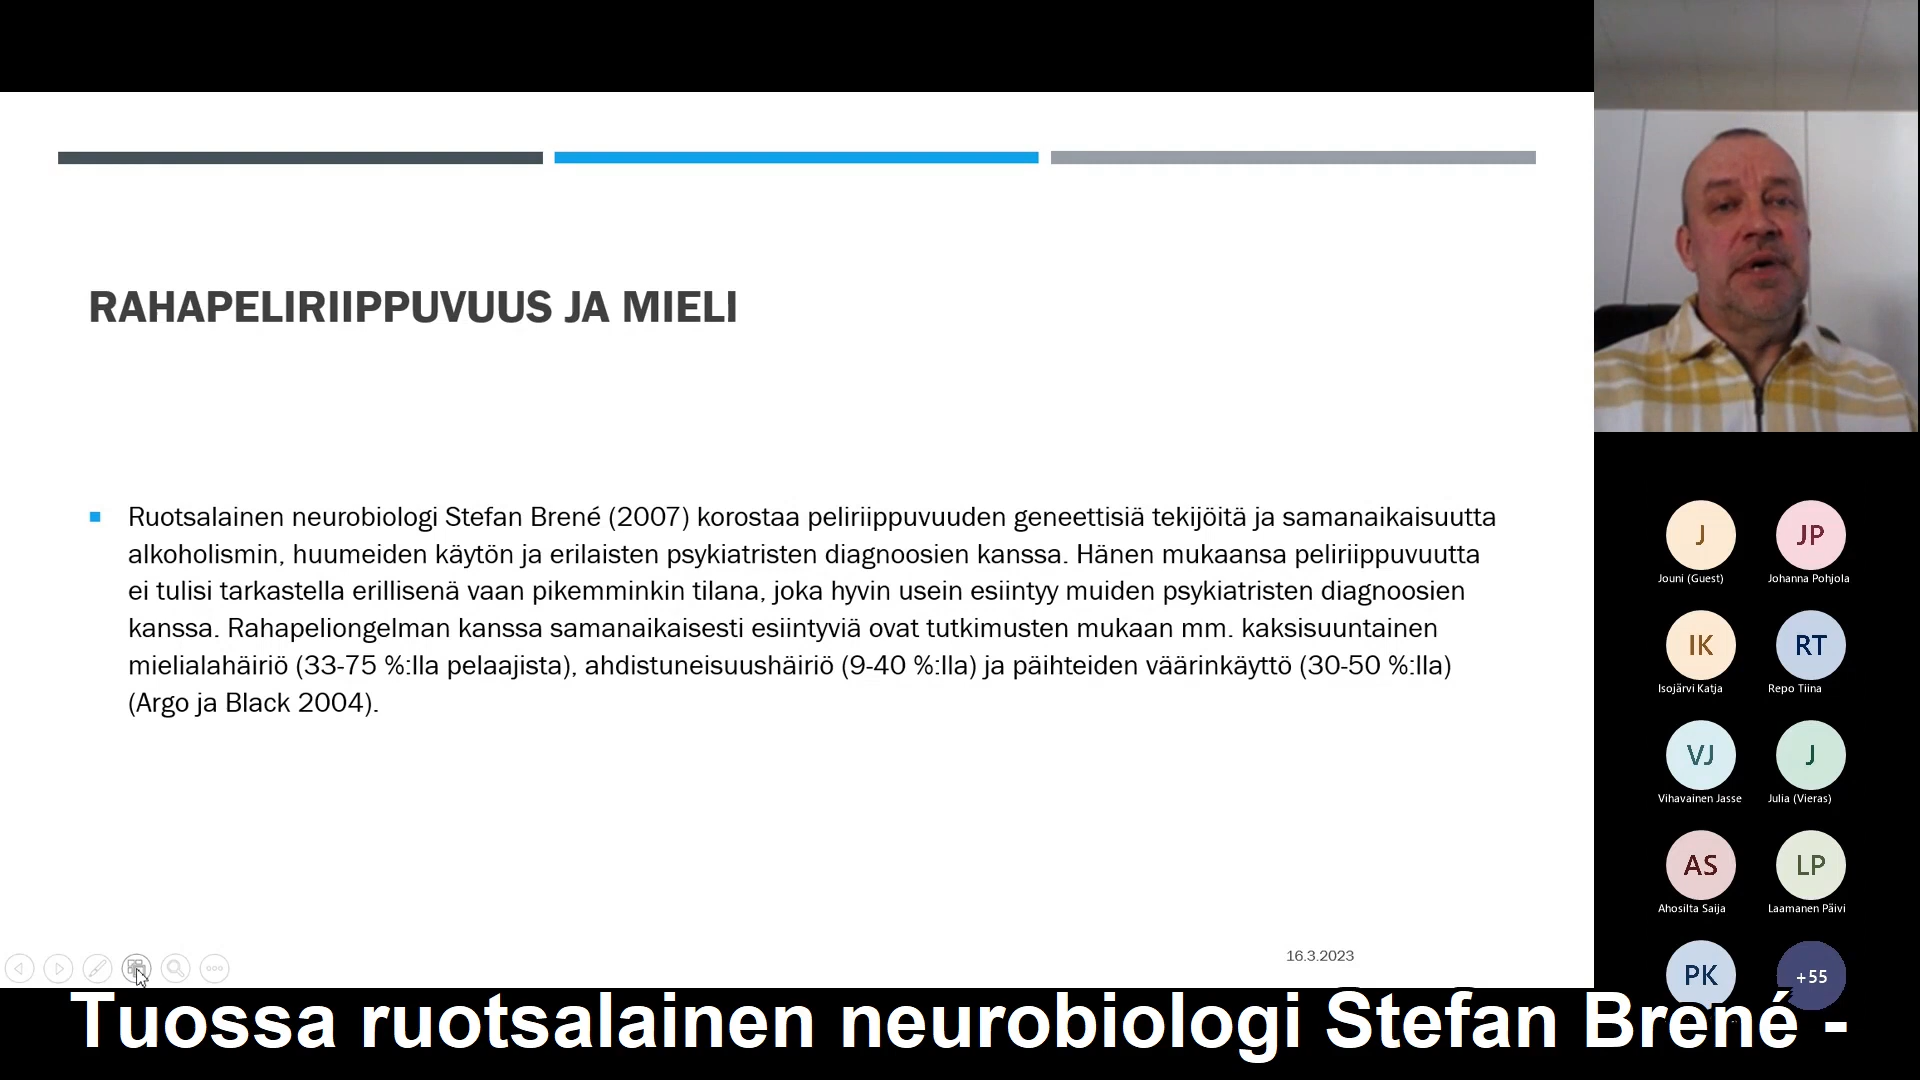 RAHAPELIRIIPPUVUUS JA MIELI
Ruotsalainen neurobiologi Stefan Brené (2007) korostaa peliriippuvuuden geneettisiä tekijöitä ja samanaikaisuutta
alkoholismin, huumeiden käytön ja erilaisten psykiatristen diagnoosien kanssa. Hänen mukaansa peliriippuvuutta
ei tulisi tarkastella erillisenä vaan pikemminkin tilana, joka hyvin usein esiintyy muiden psykiatristen diagnoosien
kanssa. Rahapeliongelman kanssa samanaikaisesti esiintyviä ovat tutkimusten mukaan mm. kaksisuuntainen
mielialahäiriö (33-75 %:lla pelaajista), ahdistuneisuushäiriö (9-40 %:lla) ja päihteiden väärinkäyttö (30-50 %:lla)
(Argo ja Black 2004).
16.3.2023
J JP
Jouni (Guest) Johanna Pohjola
IK RT
Isojärvi Katja Repo Tiina
VJ J
Vihavainen Jasse Julia (Vieras)
AS LP
Ahosilta Saija Laamanen Päivi
PK +55
Tuossa ruotsalainen neurobiologi Stefan Brené -